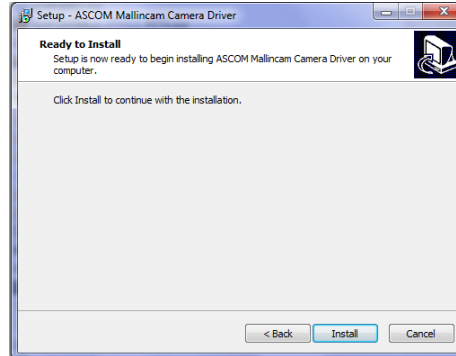 Setup - ASCOM Mallincam Camera Driver
Ready to Install
Setup is now ready to begin installing ASCOM Mallincam Camera Driver on your
computer.
Click Install to continue with the installation.
< Back
Install
Cancel